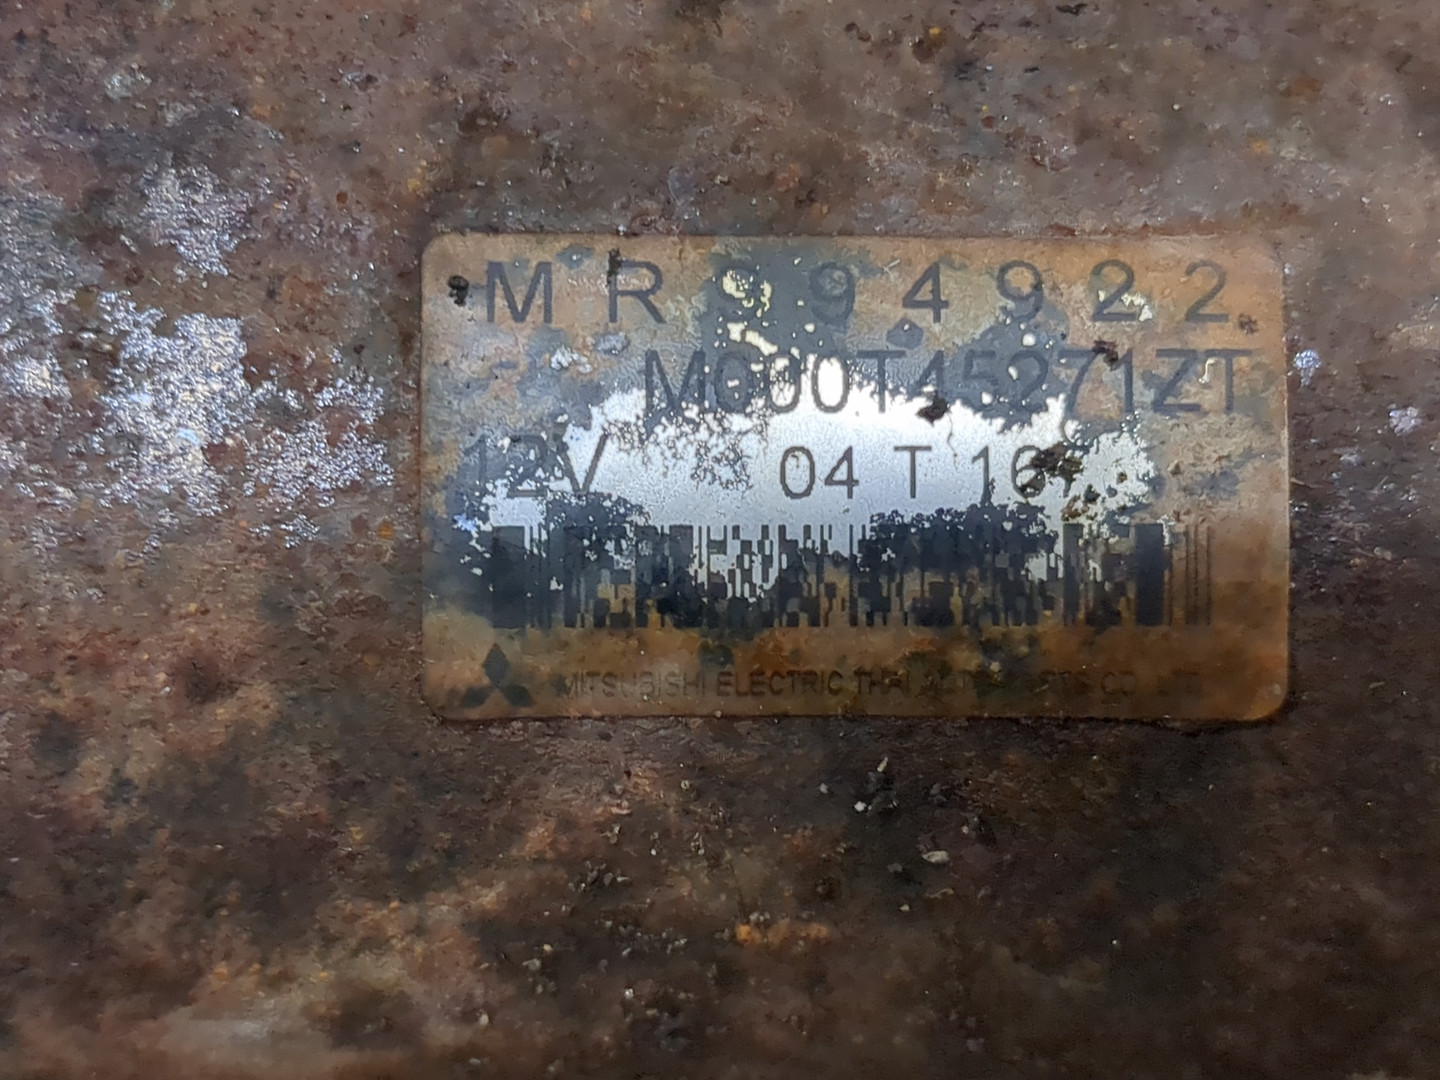 MR994922
M000T45271ZT
12V 04 T 16
MITSUBISHI ELECTRIC THAI